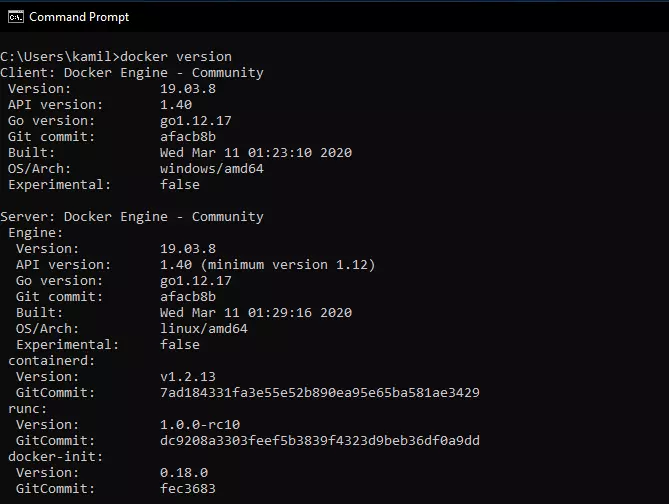 Command Prompt
C:\Users\kamil>docker version
Client: Docker Engine - Community
 Version:           19.03.8
 API version:       1.40
 Go version:        go1.12.17
 Git commit:        afacb8b
 Built:             Wed Mar 11 01:23:10 2020
 OS/Arch:           windows/amd64
 Experimental:      false
Server: Docker Engine - Community
 Engine:
  Version:          19.03.8
  API version:      1.40 (minimum version 1.12)
  Go version:       go1.12.17
  Git commit:       afacb8b
  Built:            Wed Mar 11 01:29:16 2020
  OS/Arch:          linux/amd64
  Experimental:     false
 containerd:
  Version:          v1.2.13
  GitCommit:        7ad184331fa3e55e52b890ea95e65ba581ae3429
 runc:
  Version:          1.0.0-rc10
  GitCommit:        dc9208a3303feef5b3839f4323d9beb36df0a9dd
 docker-init:
  Version:          0.18.0
  GitCommit:        fec3683